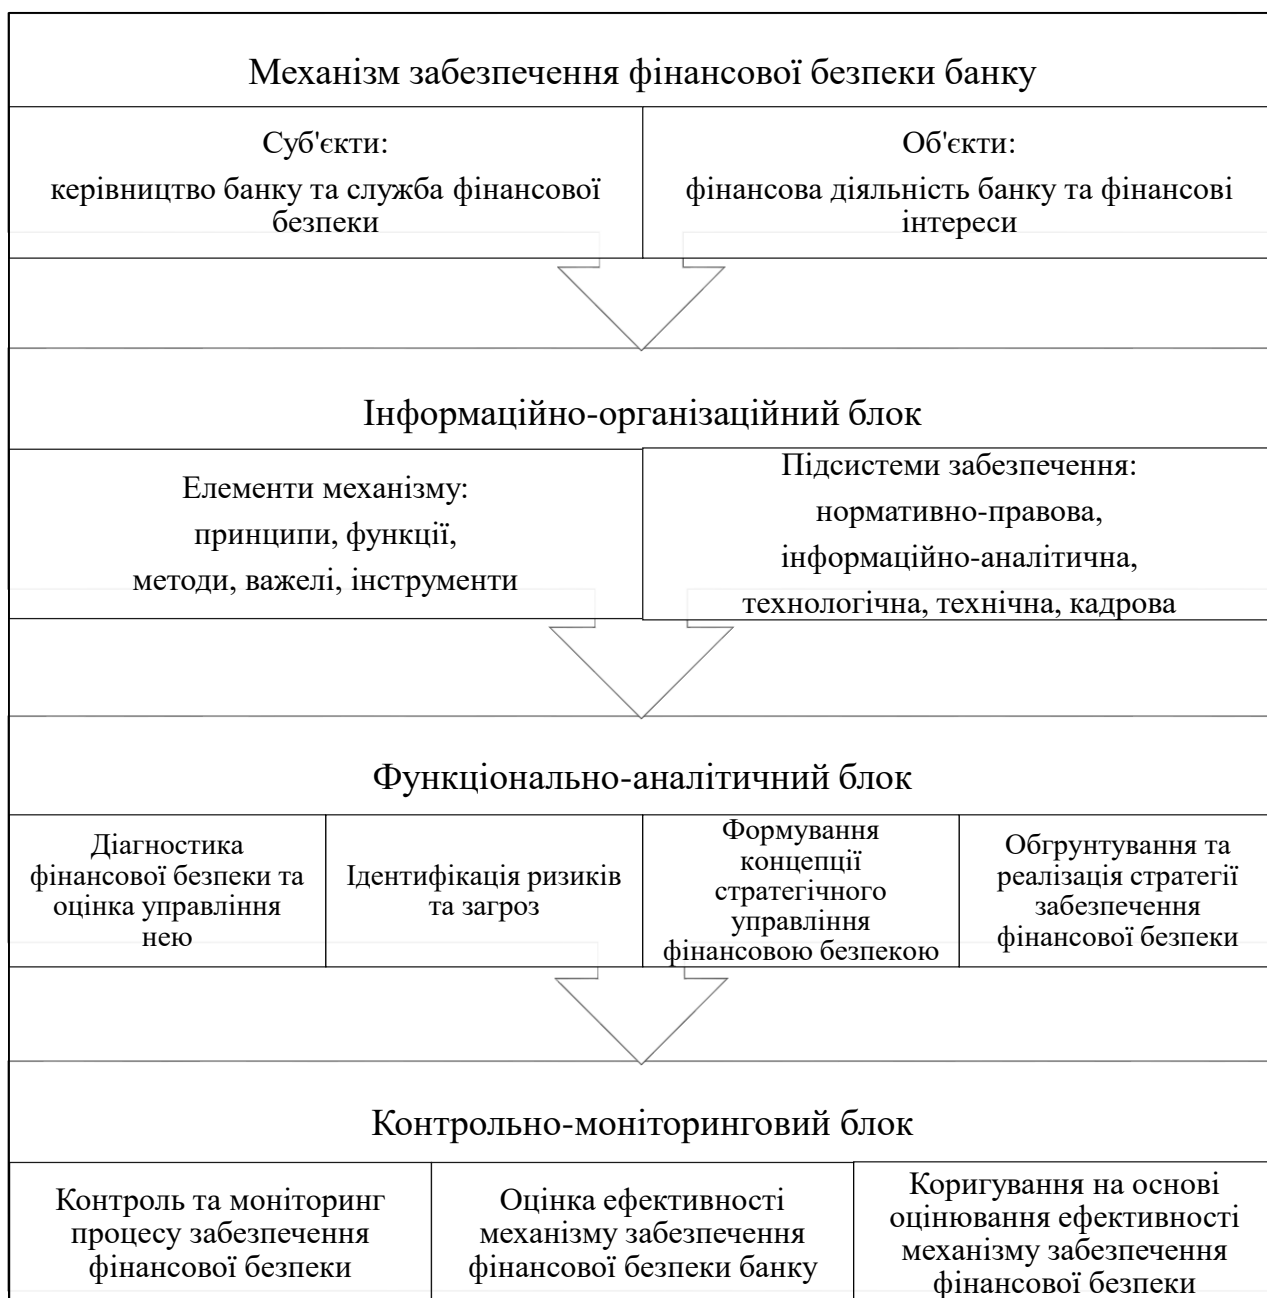 Механізм забезпечення фінансової безпеки банку
Суб'єкти:
керівництво банку та служба фінансової
безпеки
Об'єкти:
фінансова діяльність банку та фінансові
інтереси
Інформаційно-організаційний блок
Елементи механізму:
принципи, функції,
методи, важелі, інструменти
Підсистеми забезпечення:
нормативно-правова,
інформаційно-аналітична,
технологічна, технічна, кадрова
Функціонально-аналітичний блок
Діагностика
фінансової безпеки та
оцінка управління
нею
Ідентифікація ризиків
та загроз
Формування
концепції
стратегічного
управління
фінансовою безпекою
Обгрунтування та
реалізація стратегії
забезпечення
фінансової безпеки
Контрольно-моніторинговий блок
Контроль та моніторинг
процесу забезпечення
фінансової безпеки
Оцінка ефективності
механізму забезпечення
фінансової безпеки банку
Коригування на основі
оцінювання ефективності
механізму забезпечення
фінансової безпеки